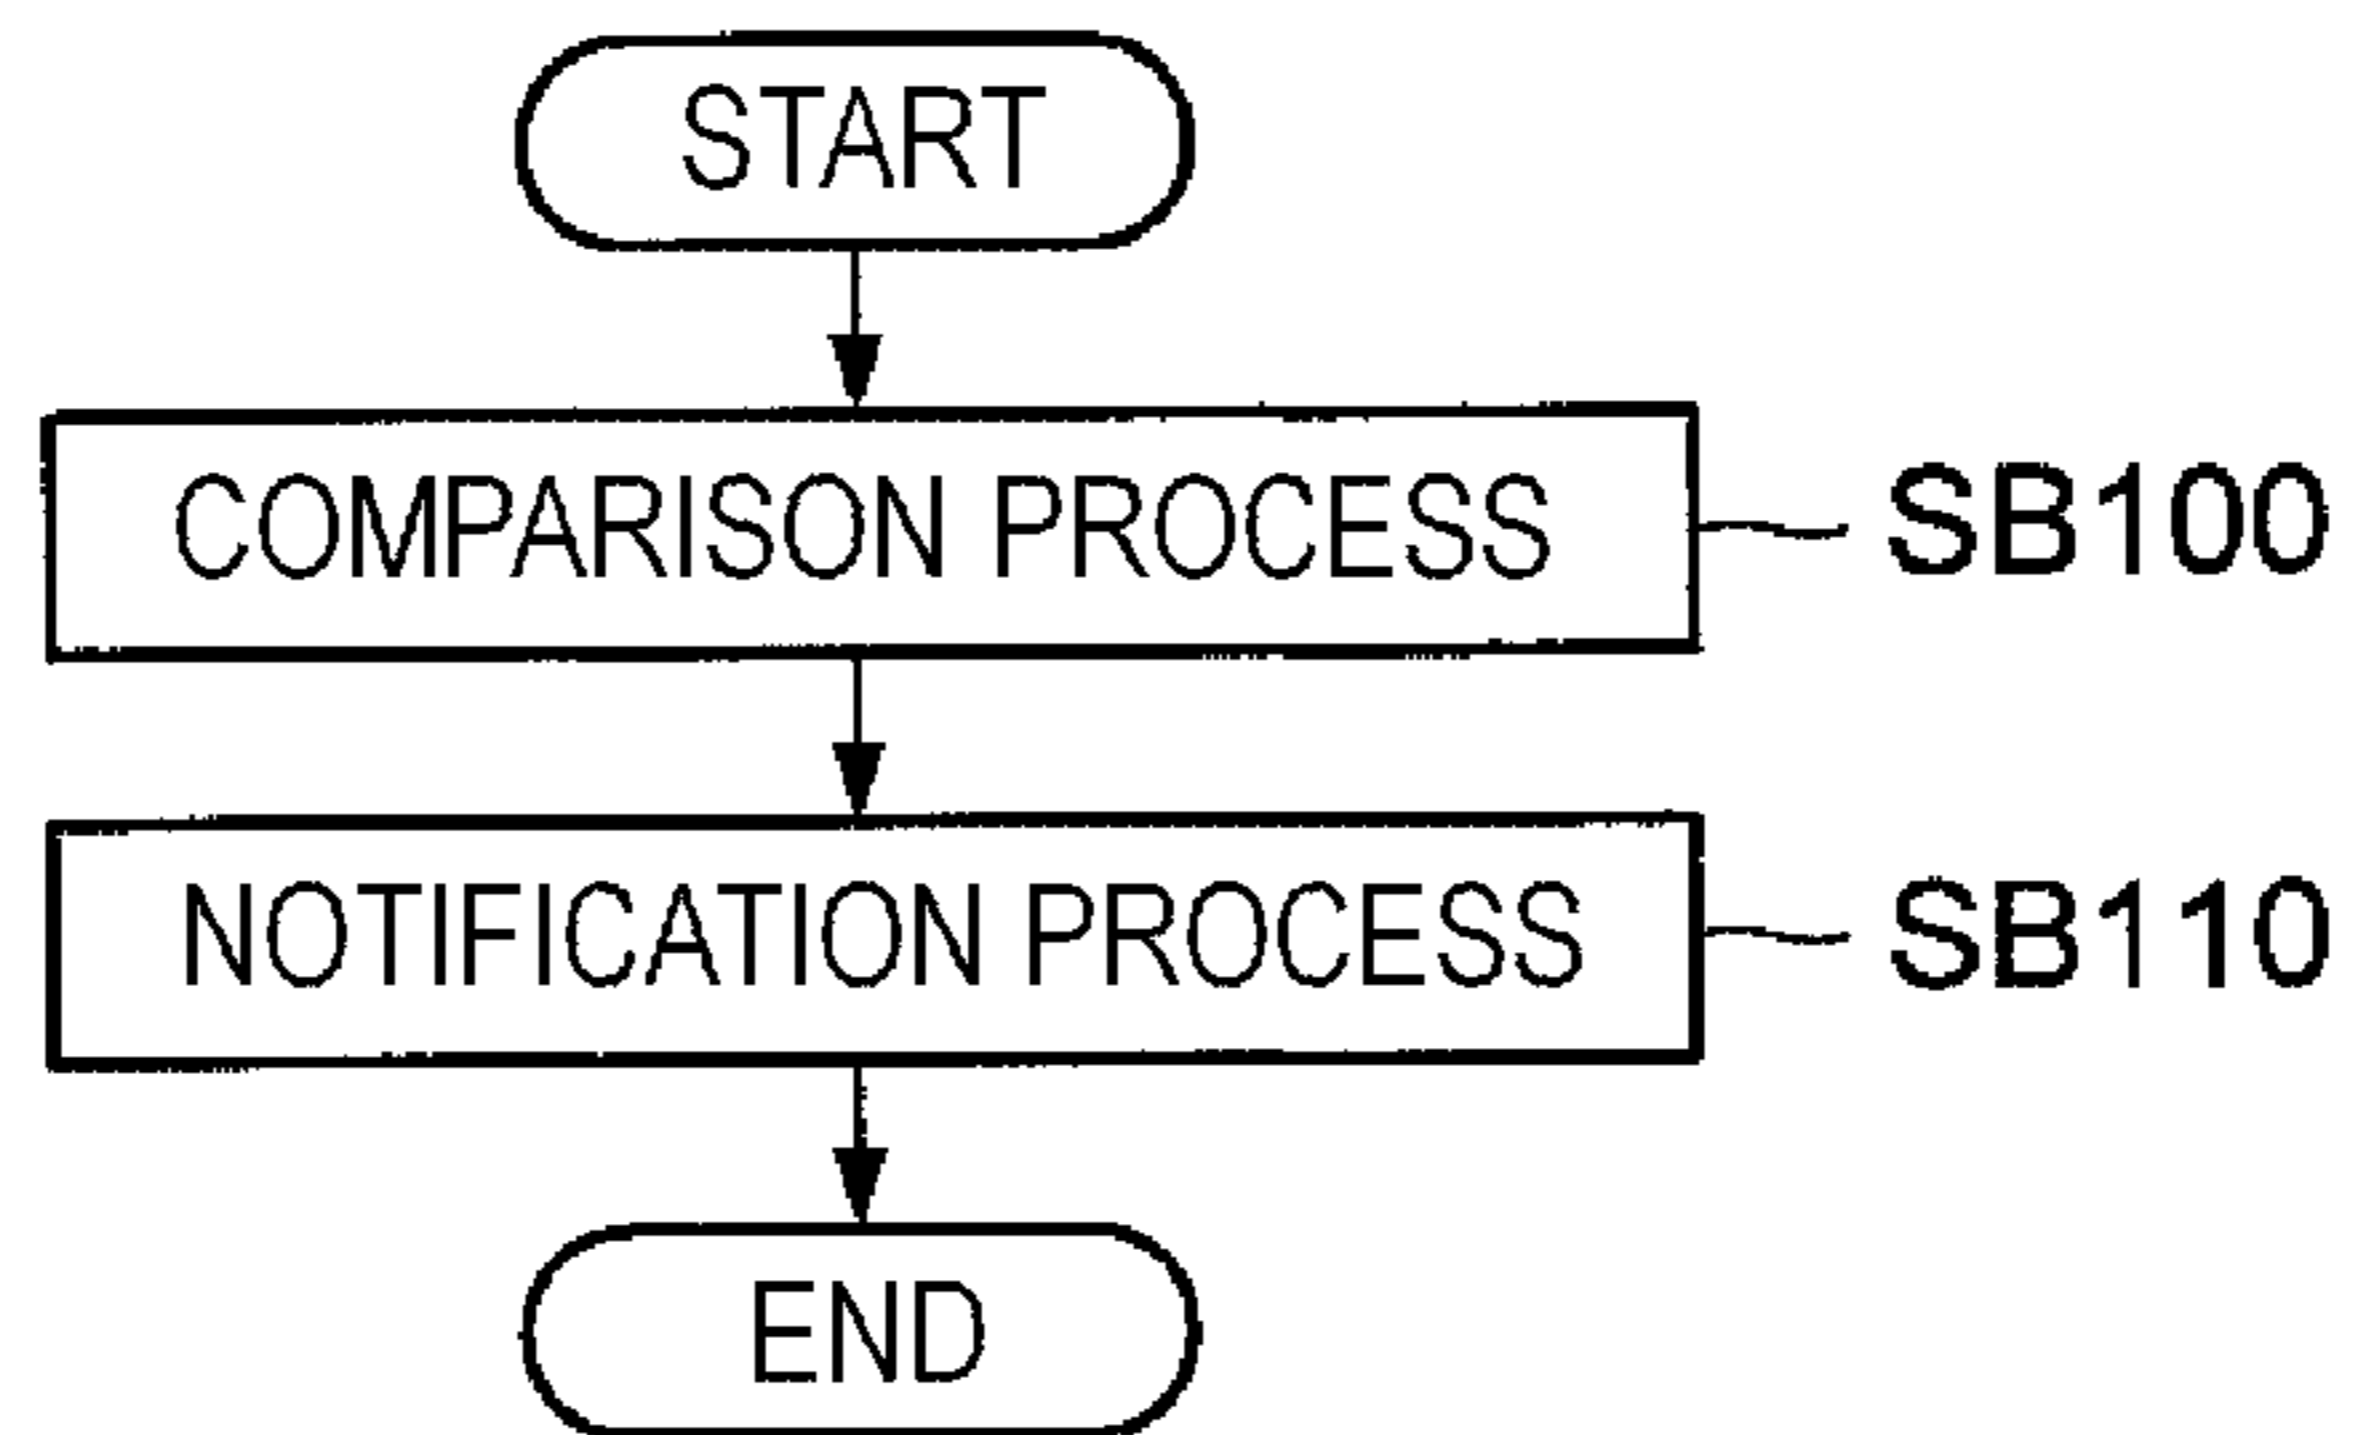 START
COMPARISON PROCESS SB100
NOTIFICATION PROCESS SB110
END